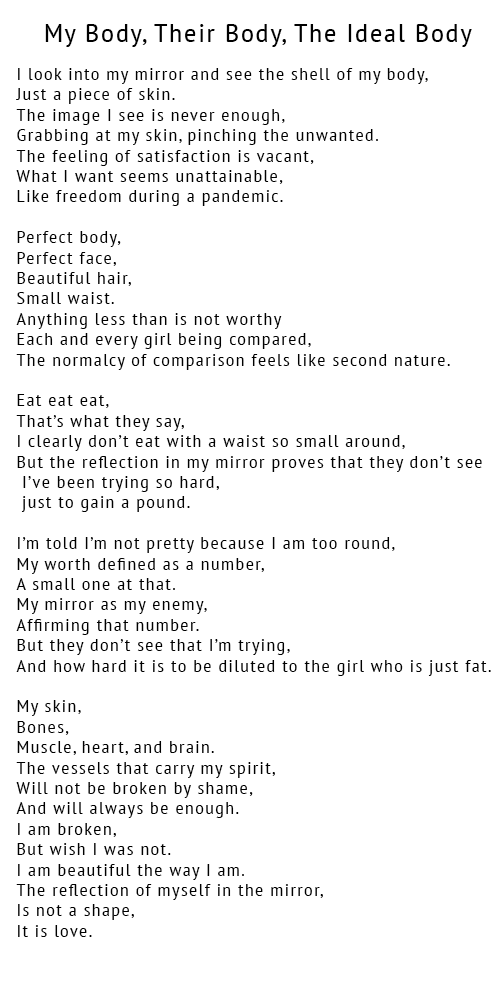 My Body, Their Body, The Ideal Body
I look into my mirror and see the shell of my body,
Just a piece of skin.
The image I see is never enough,
Grabbing at my skin, pinching the unwanted.
The feeling of satisfaction is vacant,
What I want seems unattainable,
Like freedom during a pandemic.
Perfect body,
Perfect face,
Beautiful hair,
Small waist.
Anything less than is not worthy
Each and every girl being compared,
The normalcy of comparison feels like second nature.
Eat eat eat,
That’s what they say,
I clearly don’t eat with a waist so small around,
But the reflection in my mirror proves that they don’t see
I’ve been trying so hard,
just to gain a pound.
I’m told I’m not pretty because I am too round,
My worth defined as a number,
A small one at that.
My mirror as my enemy,
Affirming that number.
But they don’t see that I’m trying,
And how hard it is to be diluted to the girl who is just fat.
My skin,
Bones,
Muscle, heart, and brain.
The vessels that carry my spirit,
Will not be broken by shame,
And will always be enough.
I am broken,
But wish I was not.
I am beautiful the way I am.
The reflection of myself in the mirror,
Is not a shape,
It is love.